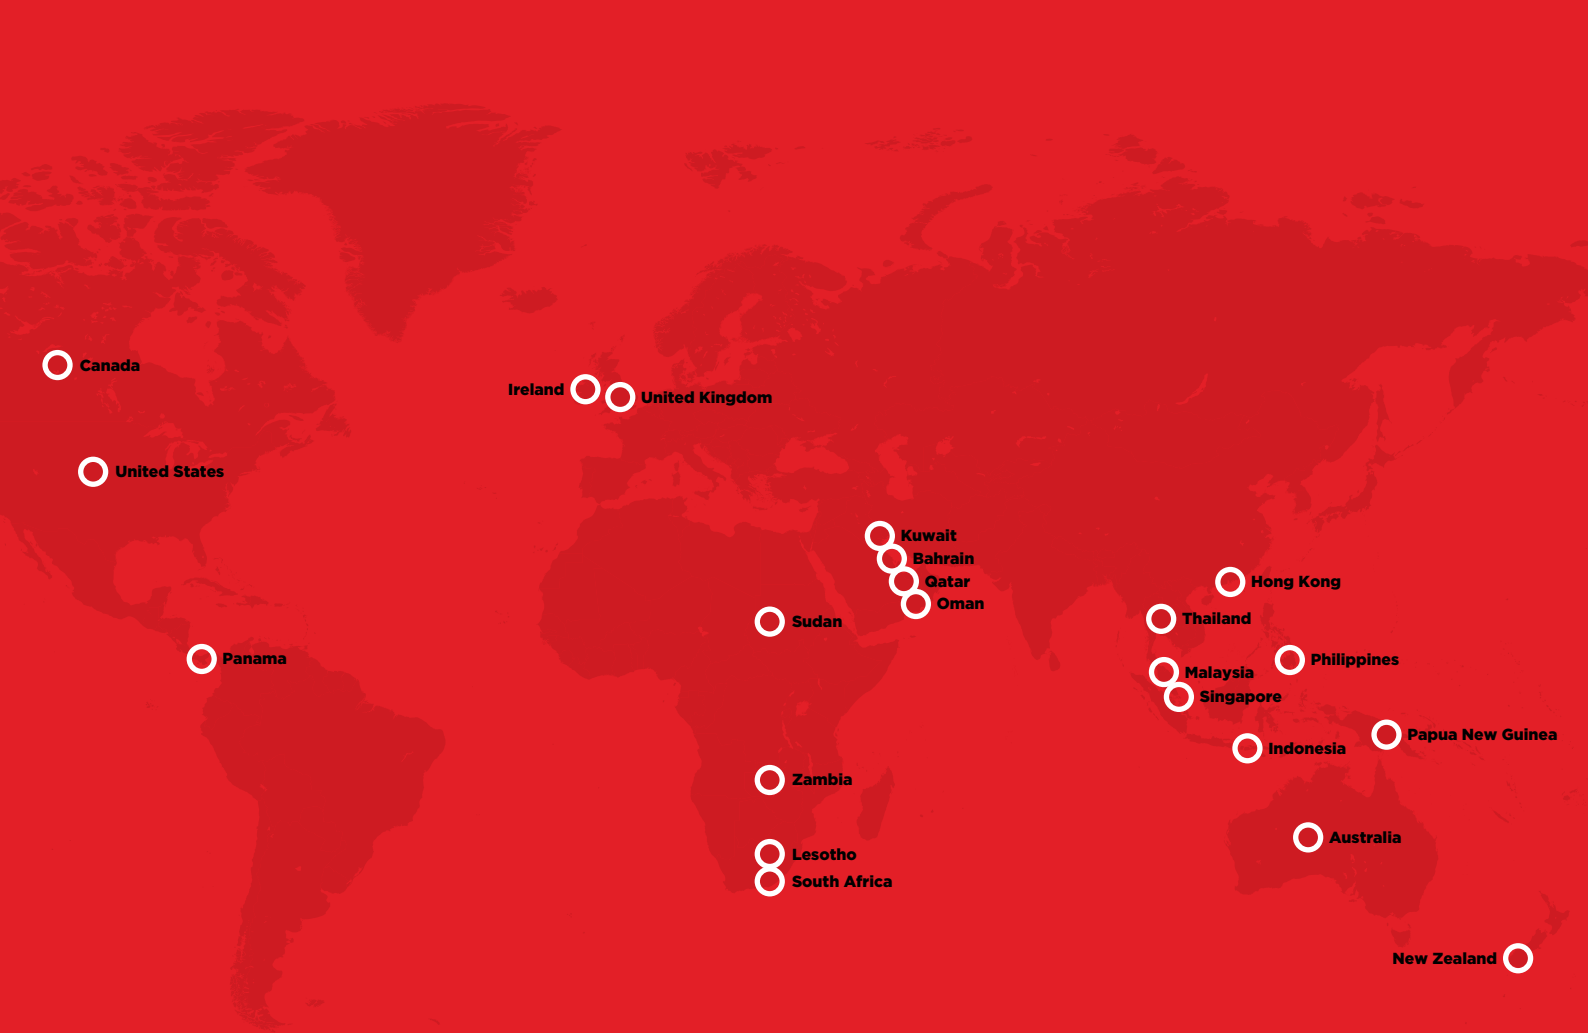 Canada
Ireland
United Kingdom
United States
Kuwait
Bahrain
Qatar
Hong Kong
Oman
Thailand
Sudan
Panama
Philippines
Malaysia
Singapore
Papua New Guinea
Indonesia
Zambia
Australia
Lesotho
South Africa
New Zealand